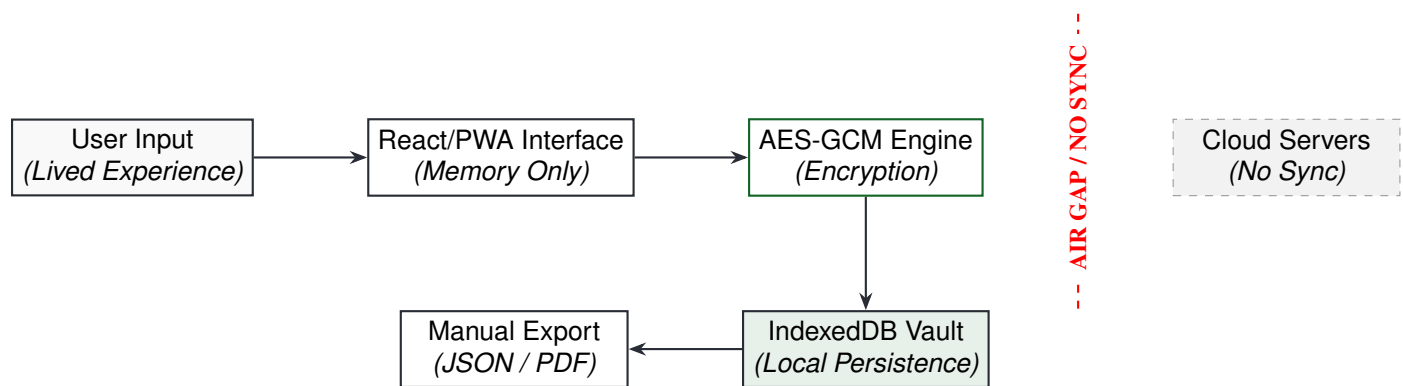 User Input
(Lived Experience)
React/PWA Interface
(Memory Only)
AES-GCM Engine
(Encryption)
AIR GAP / NO SYNC
Cloud Servers
(No Sync)
Manual Export
(JSON / PDF)
IndexedDB Vault
(Local Persistence)